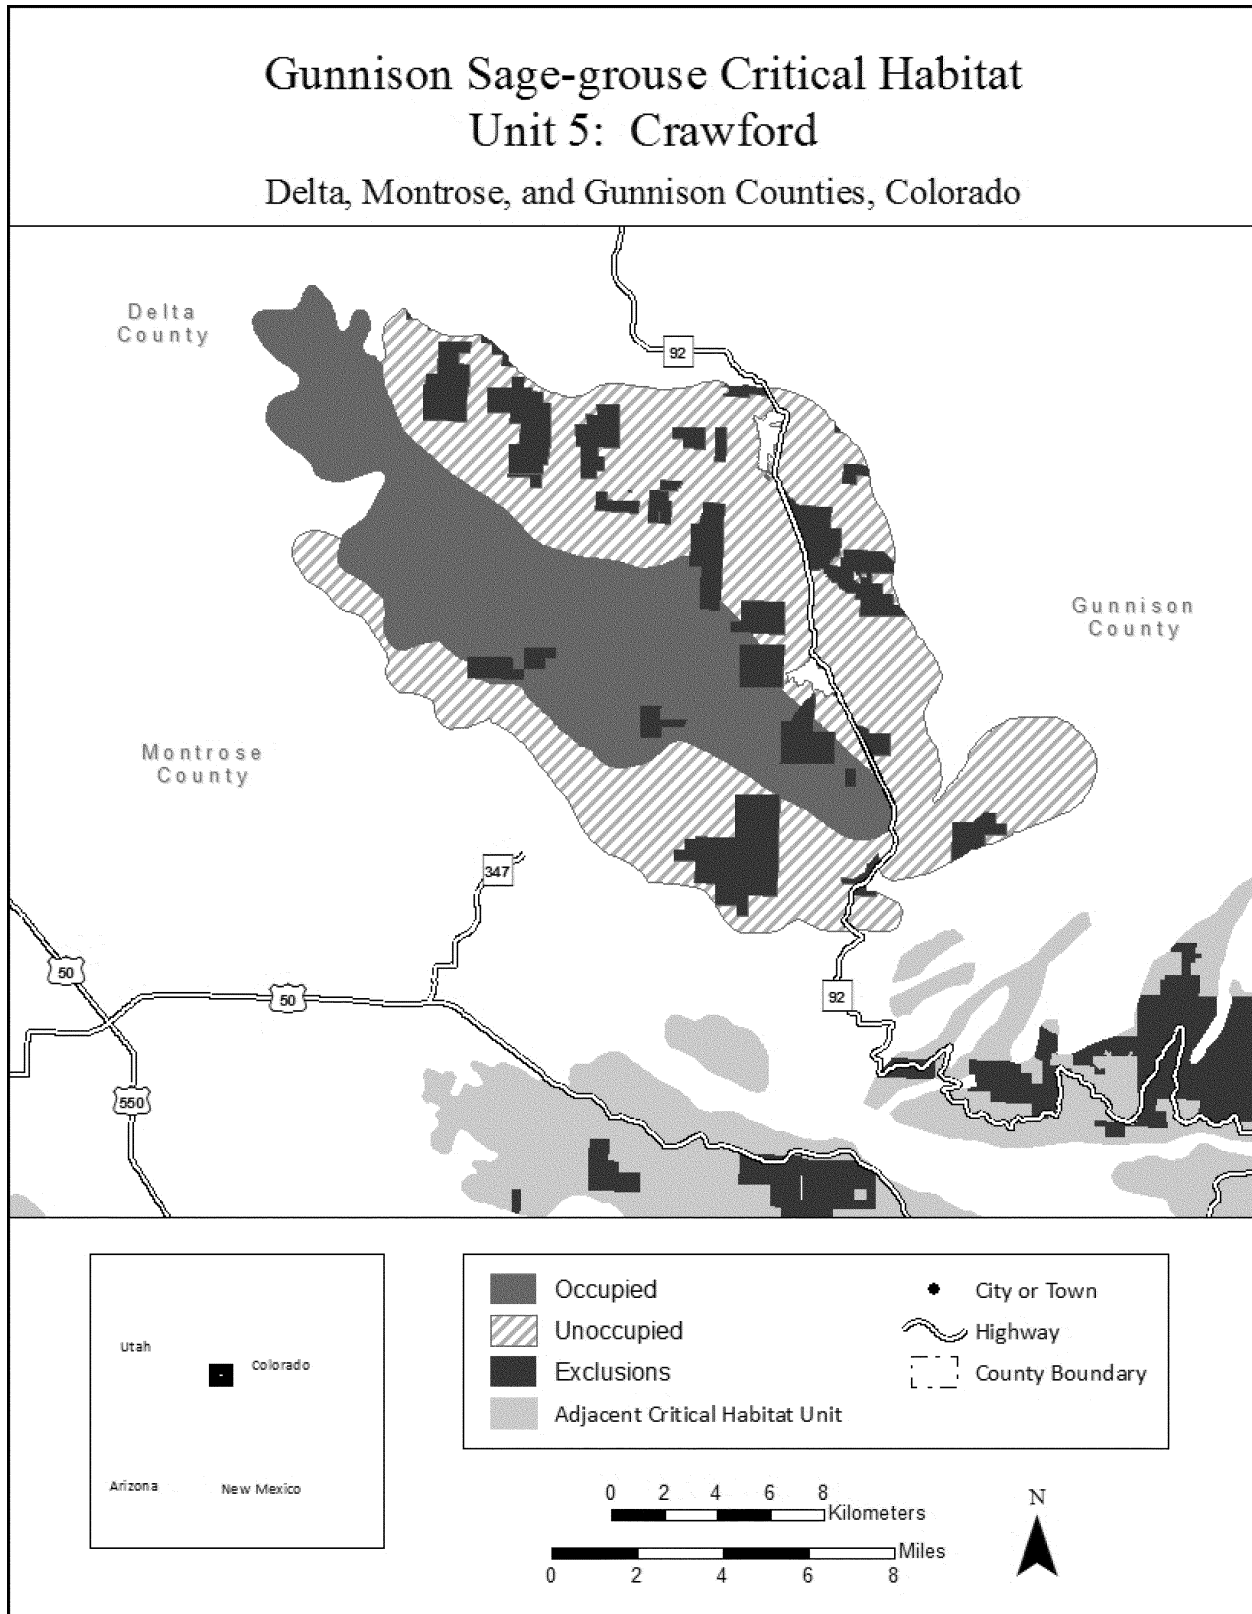 Gunnison Sage-grouse Critical Habitat
Unit 5: Crawford
Delta, Montrose, and Gunnison Counties, Colorado
Delta
County
92
Gunnison
County
Montrose
County
347
50
50
92
550
Utah
Colorado
Arizona
New Mexico
Occupied
Unoccupied
Exclusions
Adjacent Critical Habitat Unit
City or Town
Highway
County Boundary
0 2 4 6 8
Kilometers
Miles
0 2 4 6 8
N